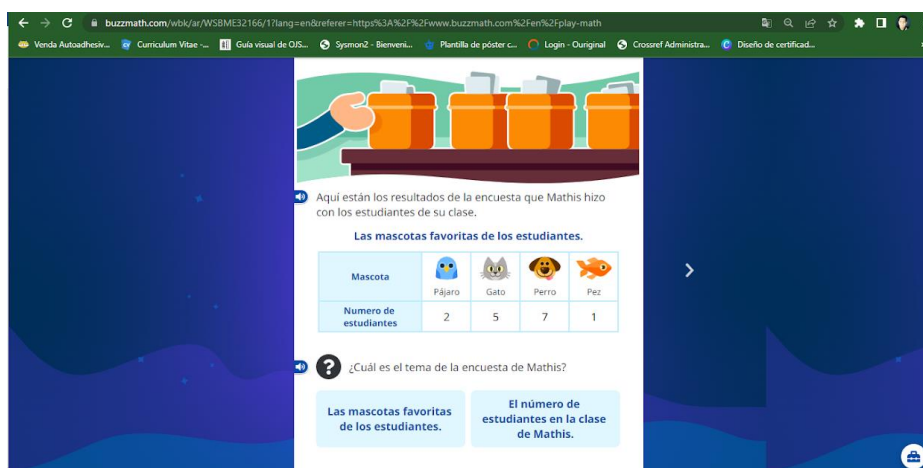 buzzmath.com/wbk/ar/WSBME32166/1?lang=en&referer=https%3A%2F%2Fwww.buzzmath.com%2Fen%2Fplay-math
Venda Autoadhesiv... Curriculum Vitae -... Guía visual de OJS... Sysmon2 - Bienveni... Plantilla de póster c... Login - Ouriginal Crossref Administra... Diseño de certificad...
Aquí están los resultados de la encuesta que Mathis hizo
con los estudiantes de su clase.
Las mascotas favoritas de los estudiantes.
Mascota
Pájaro Gato Perro Pez
Numero de
estudiantes
2 5 7 1
? ¿Cuál es el tema de la encuesta de Mathis?
Las mascotas favoritas
de los estudiantes.
El número de
estudiantes en la clase
de Mathis.